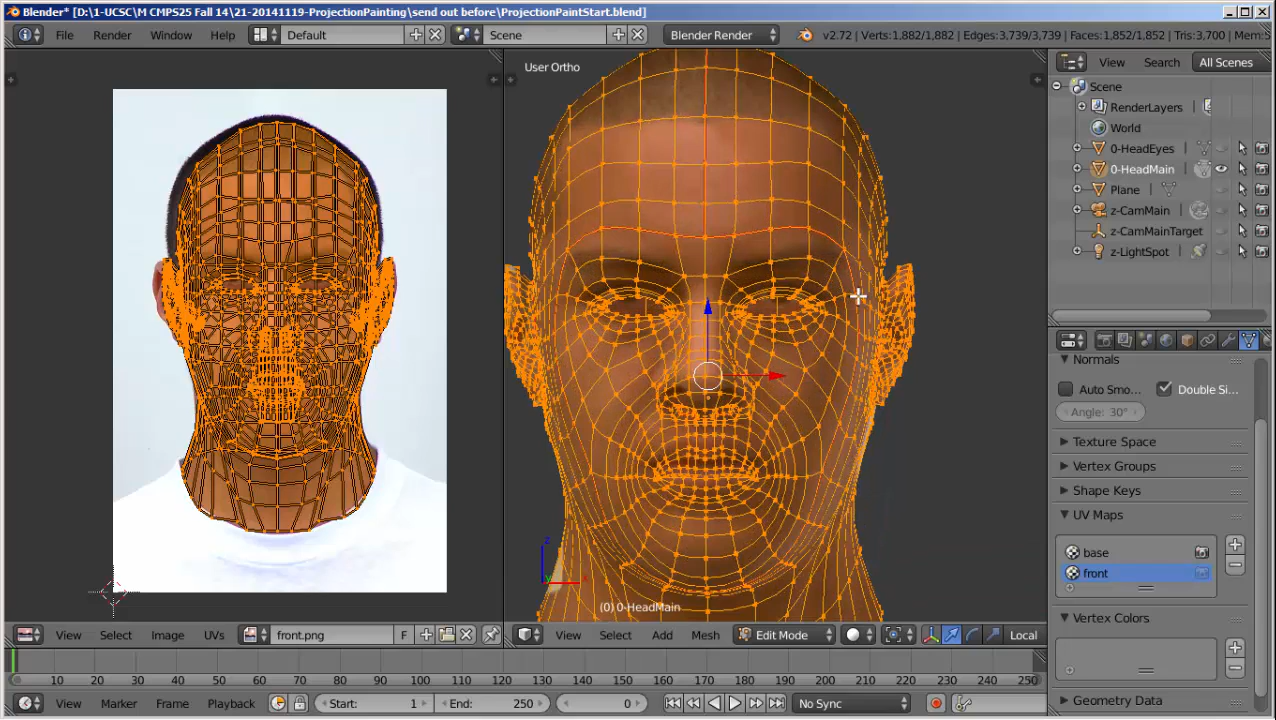 Blender* [D:\1-UCSC\M CMPS25 Fall 14\21-20141119-ProjectionPainting\send out before\ProjectionPaintStart.blend]
File Render Window Help Default Scene Blender Render v2.72 | Verts:1,882/1,882 | Edges:3,739/3,739 | Faces:1,852/1,852 | Tris:3,700 | Mem:5
User Ortho
View Search All Scenes
Scene
RenderLayers
World
0-HeadEyes
0-HeadMain
Plane
z-CamMain
z-CamMainTarget
z-LightSpot
Normals
Auto Smo... Double Si...
Angle: 30°
Texture Space
Vertex Groups
Shape Keys
UV Maps
base
front
Vertex Colors
Geometry Data
z
y x
(0) 0-HeadMain
View Select Image UVs front.png F
View Select Add Mesh Edit Mode Local
10 20 30 40 50 60 70 80 90 100 110 120 130 140 150 160 170 180 190 200 210 220 230 240 250
View Marker Frame Playback Start: 1 End: 250 0 No Sync